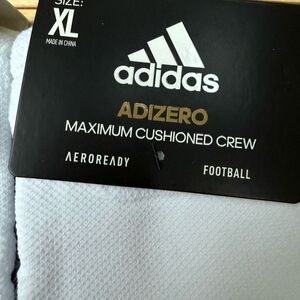 SIZE:
XL
MADE IN CHINA
adidas
ADIZERO
MAXIMUM CUSHIONED CREW
AEROREADY
FOOTBALL